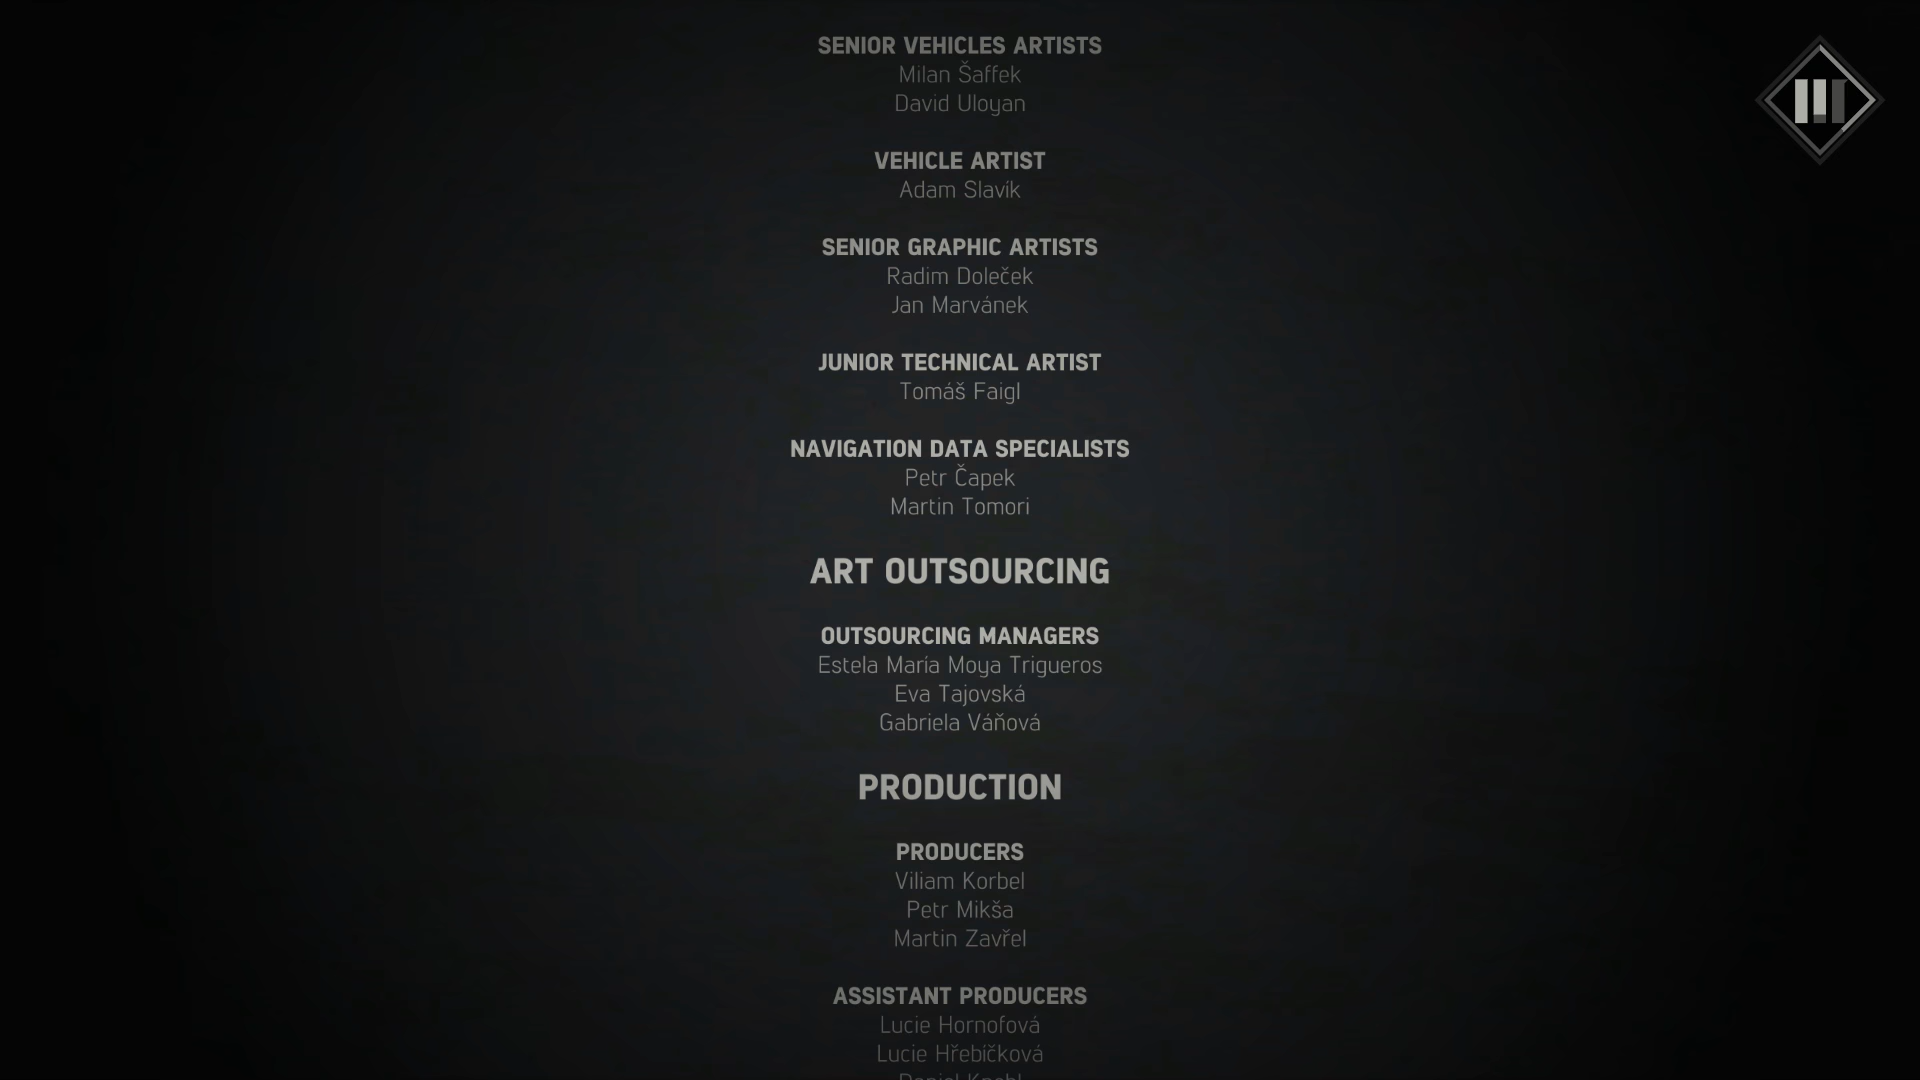 SENIOR VEHICLES ARTISTS
Milan Šaffek
David Uloyan
VEHICLE ARTIST
Adam Slavík
SENIOR GRAPHIC ARTISTS
Radim Doleček
Jan Marvánek
JUNIOR TECHNICAL ARTIST
Tomáš Faigl
NAVIGATION DATA SPECIALISTS
Petr Čapek
Martin Tomori
ART OUTSOURCING
OUTSOURCING MANAGERS
Estela María Moya Trigueros
Eva Tajovská
Gabriela Váňová
PRODUCTION
PRODUCERS
Viliam Korbel
Petr Mikša
Martin Zavřel
ASSISTANT PRODUCERS
Lucie Hornofová
Lucie Hřebíčková
Daniel